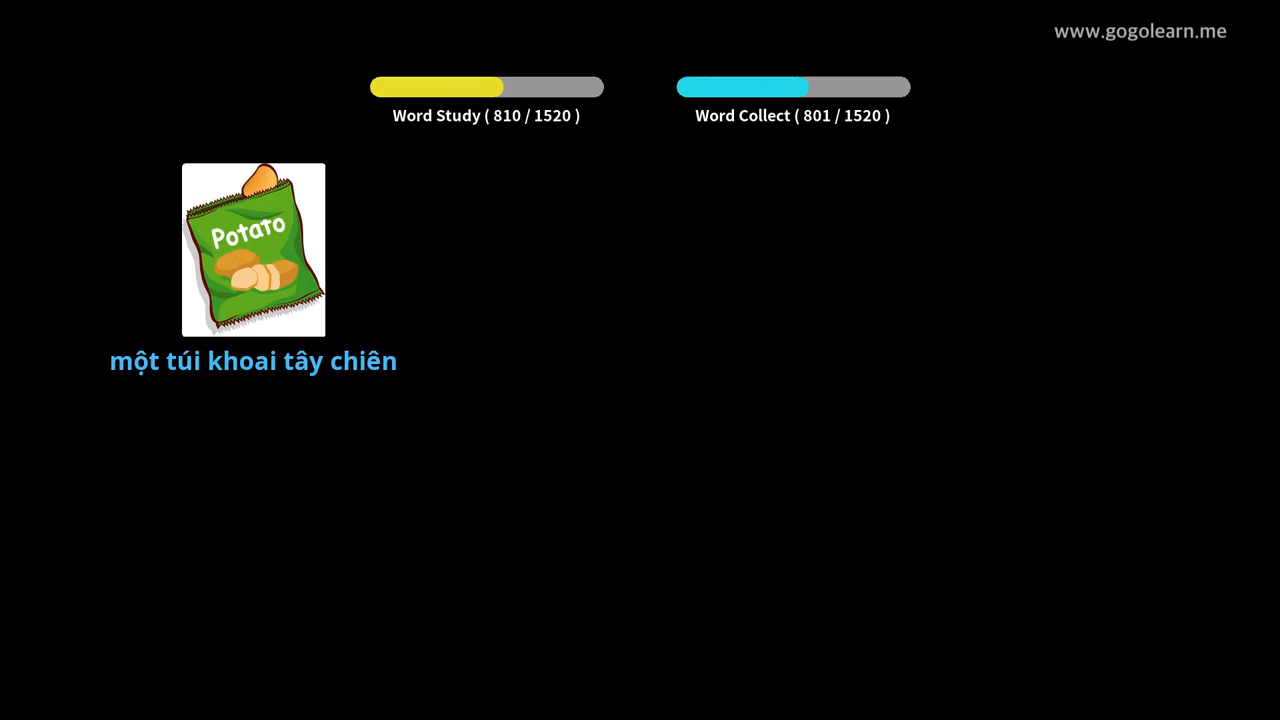 www.gogolearn.me
Word Study ( 810 / 1520 )
Word Collect ( 801 / 1520 )
Potato
một túi khoai tây chiên